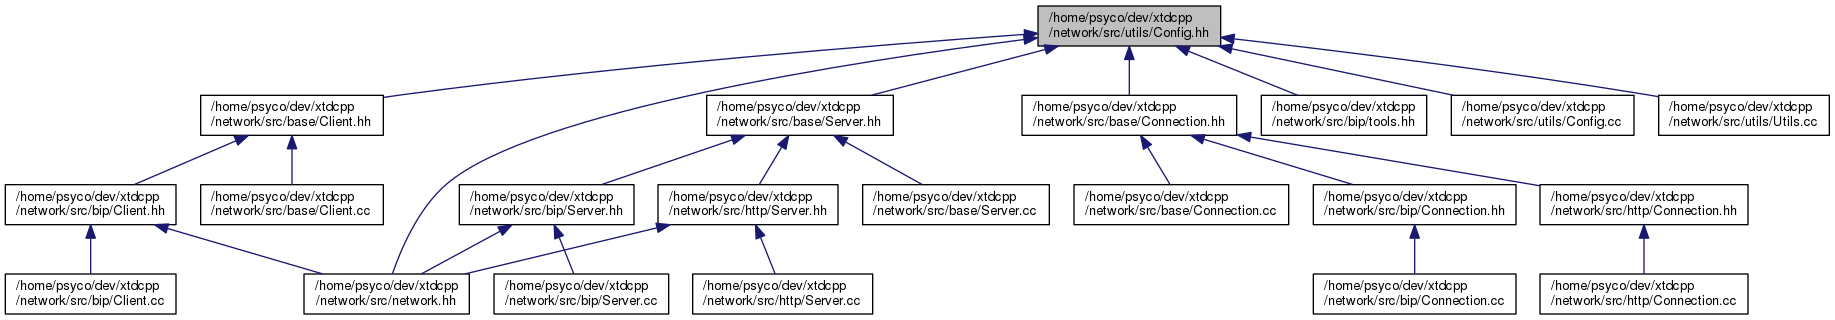 /home/psyco/dev/xtdcpp
/network/src/utils/Config.hh
/home/psyco/dev/xtdcpp
/network/src/base/Client.hh
/home/psyco/dev/xtdcpp
/network/src/base/Server.hh
/home/psyco/dev/xtdcpp
/network/src/base/Connection.hh
/home/psyco/dev/xtdcpp
/network/src/bip/tools.hh
/home/psyco/dev/xtdcpp
/network/src/utils/Config.cc
/home/psyco/dev/xtdcpp
/network/src/utils/Utils.cc
/home/psyco/dev/xtdcpp
/network/src/bip/Client.hh
/home/psyco/dev/xtdcpp
/network/src/base/Client.cc
/home/psyco/dev/xtdcpp
/network/src/bip/Server.hh
/home/psyco/dev/xtdcpp
/network/src/http/Server.hh
/home/psyco/dev/xtdcpp
/network/src/base/Server.cc
/home/psyco/dev/xtdcpp
/network/src/base/Connection.cc
/home/psyco/dev/xtdcpp
/network/src/bip/Connection.hh
/home/psyco/dev/xtdcpp
/network/src/http/Connection.hh
/home/psyco/dev/xtdcpp
/network/src/bip/Client.cc
/home/psyco/dev/xtdcpp
/network/src/network.hh
/home/psyco/dev/xtdcpp
/network/src/bip/Server.cc
/home/psyco/dev/xtdcpp
/network/src/http/Server.cc
/home/psyco/dev/xtdcpp
/network/src/bip/Connection.cc
/home/psyco/dev/xtdcpp
/network/src/http/Connection.cc